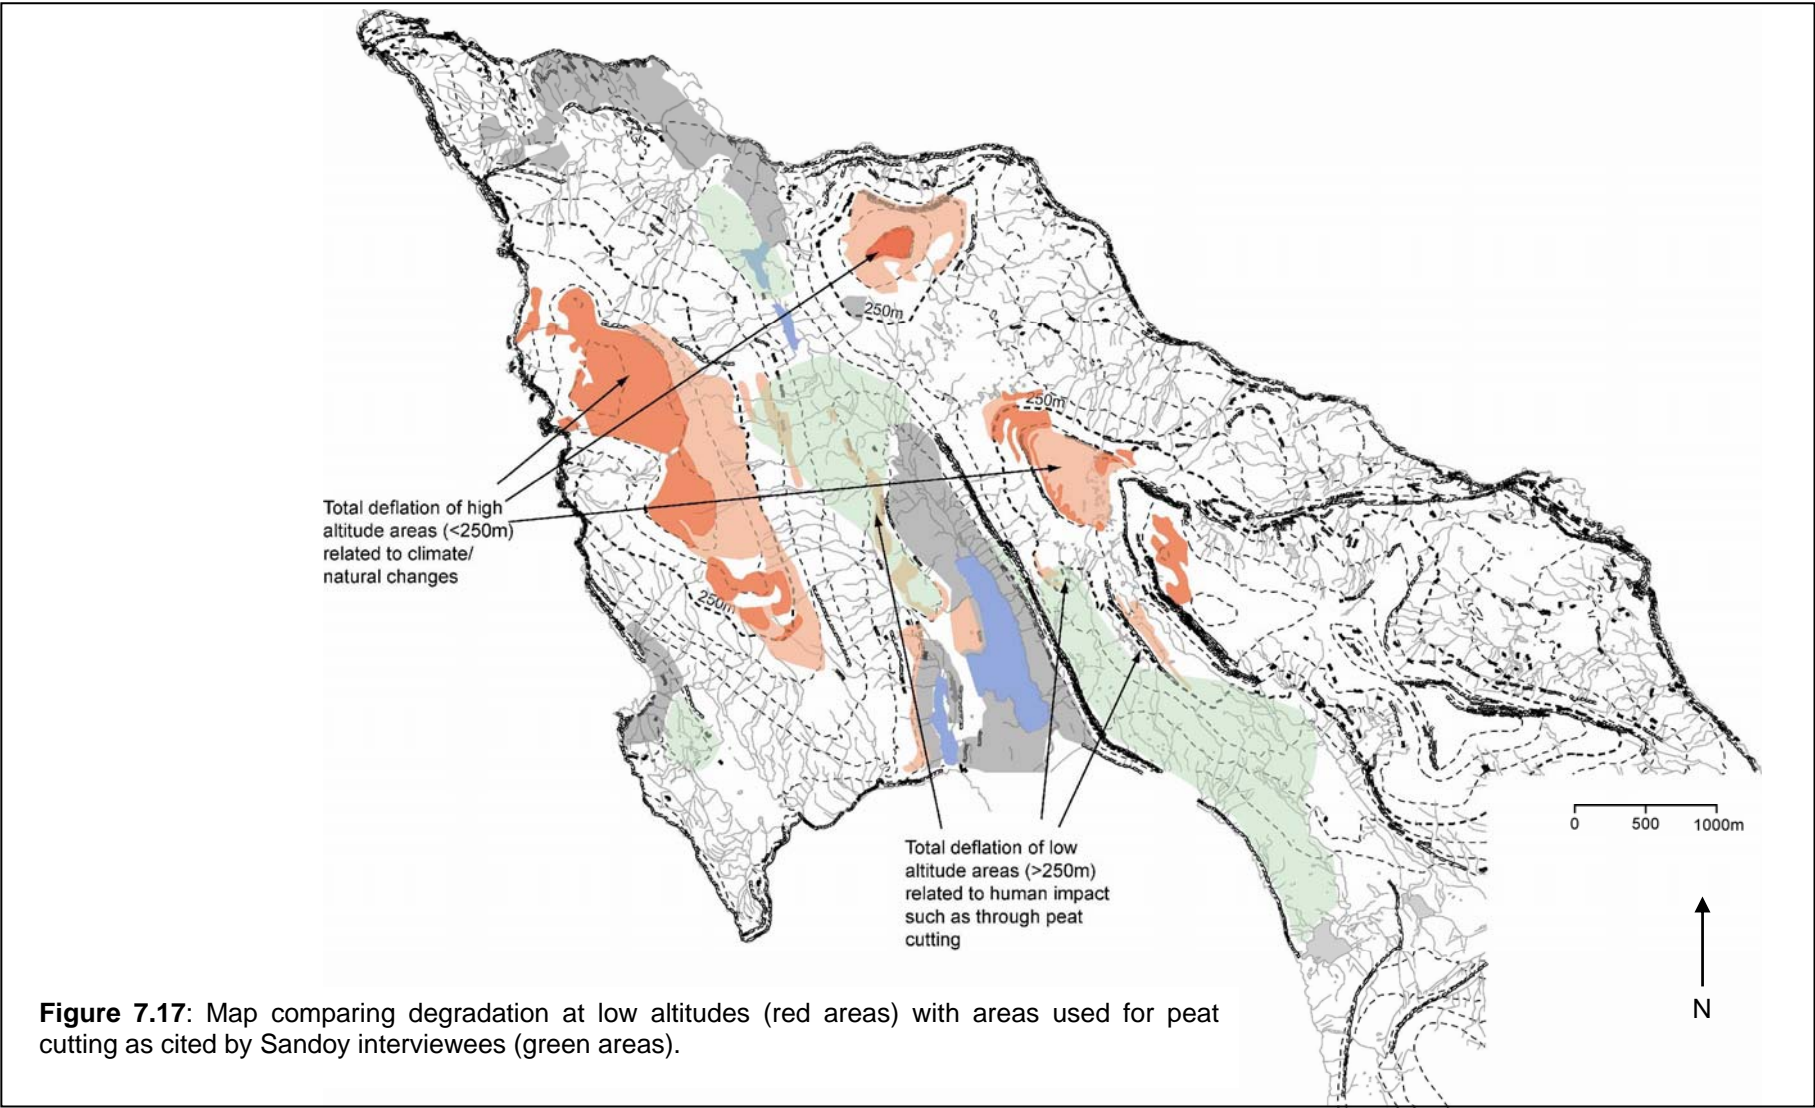 250m
250m
Total deflation of high
altitude areas (<250m)
related to climate/
natural changes
250m
0 500 1000m
Total deflation of low
altitude areas (>250m)
related to human impact
such as through peat
cutting
N
Figure 7.17: Map comparing degradation at low altitudes (red areas) with areas used for peat
cutting as cited by Sandoy interviewees (green areas).